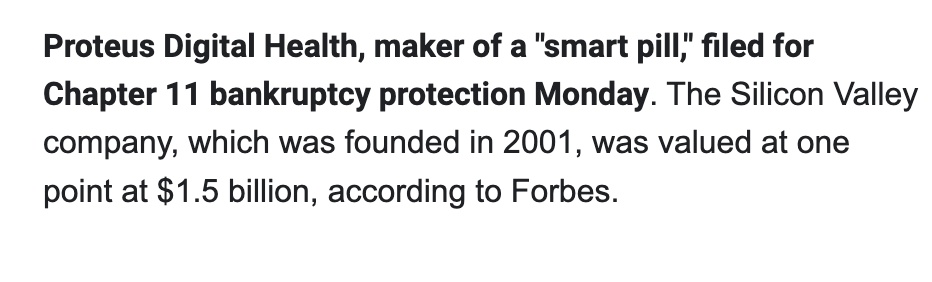 Proteus Digital Health, maker of a "smart pill," filed for
Chapter 11 bankruptcy protection Monday. The Silicon Valley
company, which was founded in 2001, was valued at one
point at $1.5 billion, according to Forbes.